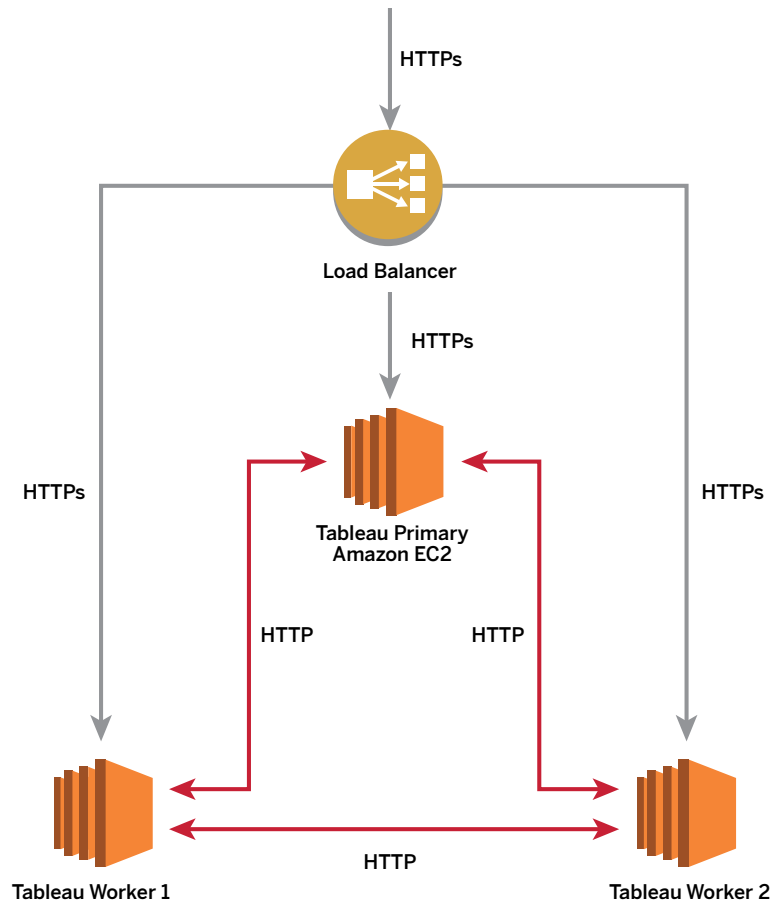 HTTPs
Load Balancer
HTTPs
HTTPs
HTTPs
Tableau Primary
Amazon EC2
HTTP
HTTP
HTTP
Tableau Worker 1
Tableau Worker 2